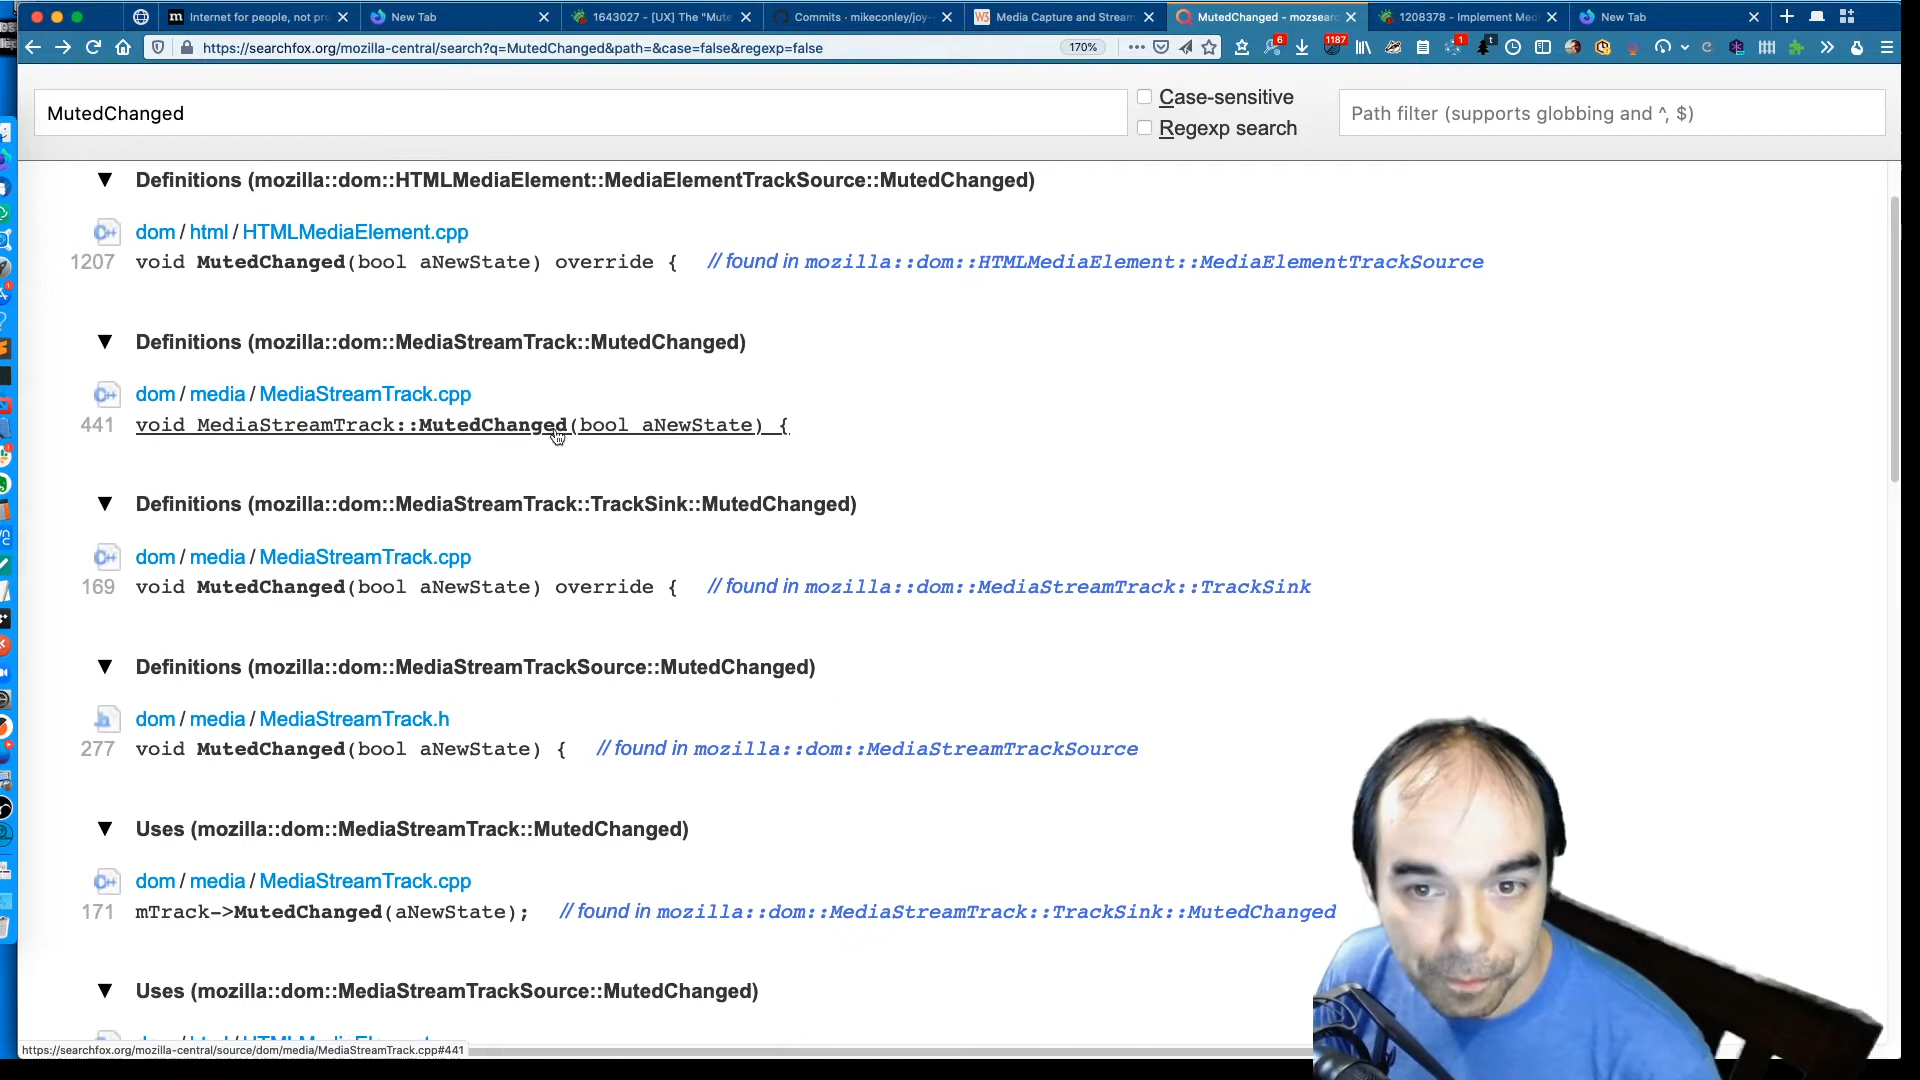 Internet for people, not pro
New Tab
1643027 - [UX] The "Mute
Commits · mikeconley/joy-
Media Capture and Stream
MutedChanged - mozsearc
1208378 - Implement Med
New Tab
https://searchfox.org/mozilla-central/search?q=MutedChanged&path=&case=false&regexp=false
170%
6
1187
1
t
MutedChanged
Case-sensitive
Regexp search
Path filter (supports globbing and ^, $)
Definitions (mozilla::dom::HTMLMediaElement::MediaElementTrackSource::MutedChanged)
dom / html / HTMLMediaElement.cpp
1207 void MutedChanged(bool aNewState) override { // found in mozilla::dom::HTMLMediaElement::MediaElementTrackSource
Definitions (mozilla::dom::MediaStreamTrack::MutedChanged)
dom / media / MediaStreamTrack.cpp
441 void MediaStreamTrack::MutedChanged(bool aNewState) {
Definitions (mozilla::dom::MediaStreamTrack::TrackSink::MutedChanged)
dom / media / MediaStreamTrack.cpp
169 void MutedChanged(bool aNewState) override { // found in mozilla::dom::MediaStreamTrack::TrackSink
Definitions (mozilla::dom::MediaStreamTrackSource::MutedChanged)
dom / media / MediaStreamTrack.h
277 void MutedChanged(bool aNewState) { // found in mozilla::dom::MediaStreamTrackSource
Uses (mozilla::dom::MediaStreamTrack::MutedChanged)
dom / media / MediaStreamTrack.cpp
171 mTrack->MutedChanged(aNewState); // found in mozilla::dom::MediaStreamTrack::TrackSink::MutedChanged
Uses (mozilla::dom::MediaStreamTrackSource::MutedChanged)
https://searchfox.org/mozilla-central/source/dom/media/MediaStreamTrack.cpp#441